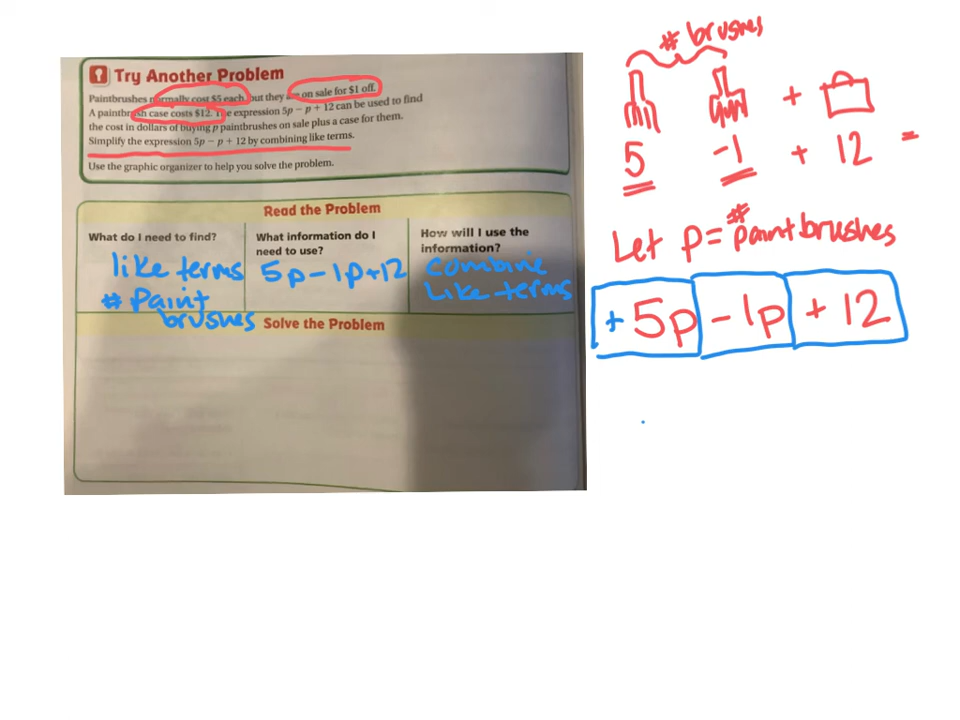 Try Another Problem
Paintbrushes normally cost $5 each, but they are on sale for $1 off.
A paintbrush case costs $12. The expression 5p − p + 12 can be used to find
the cost in dollars of buying p paintbrushes on sale plus a case for them.
Simplify the expression 5p − p + 12 by combining like terms.
Use the graphic organizer to help you solve the problem.
Read the Problem
What do I need to find?
like terms
# Paint
brushes
What information do I
need to use?
5p - 1p + 12
How will I use the
information?
combine
like terms
Solve the Problem
# brushes
+
5 -1 + 12 =
Let p = # paintbrushes
+ 5p - 1p + 12